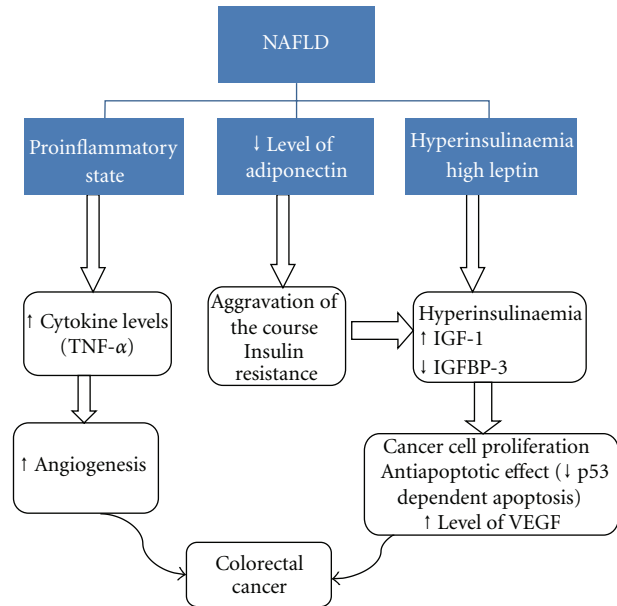 NAFLD
Proinflammatory
state
↓ Level of
adiponectin
Hyperinsulinaemia
high leptin
↑ Cytokine levels
(TNF-α)
Aggravation of
the course
Insulin
resistance
Hyperinsulinaemia
↑ IGF-1
↓ IGFBP-3
↑ Angiogenesis
Cancer cell proliferation
Antiapoptotic effect (↓ p53
dependent apoptosis)
↑ Level of VEGF
Colorectal
cancer